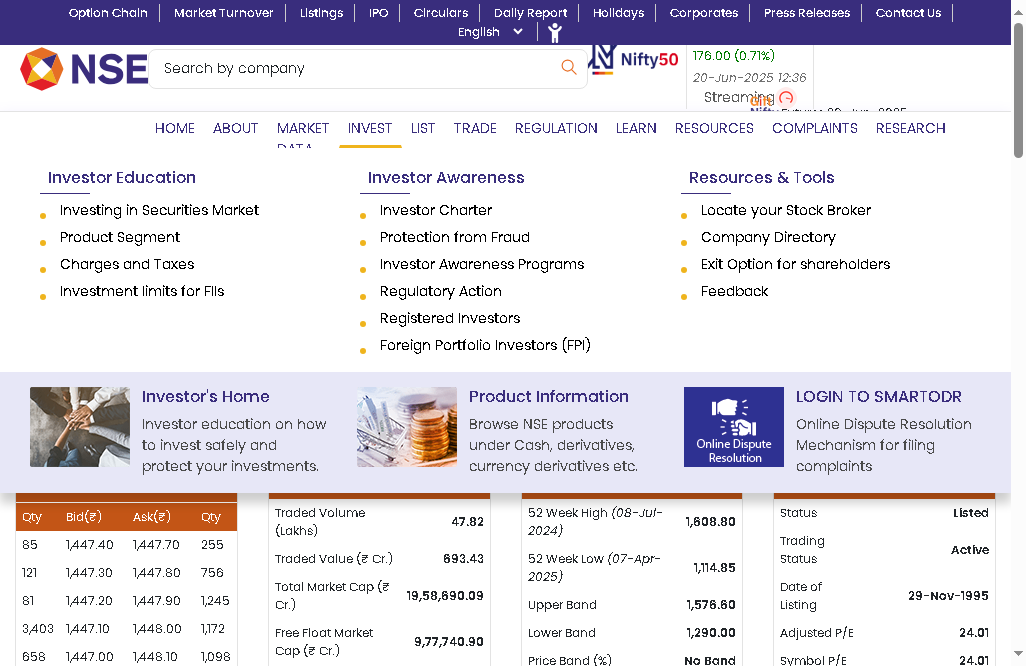 Option Chain Market Turnover Listings IPO Circulars Daily Report Holidays Corporates Press Releases Contact Us
English
NSE
Search by company
Nifty50
176.00 (0.71%)
20-Jun-2025 12:36
Streaming
Gift
Nifty
HOME ABOUT MARKET DATA INVEST LIST TRADE REGULATION LEARN RESOURCES COMPLAINTS RESEARCH
Investor Education
Investing in Securities Market
Product Segment
Charges and Taxes
Investment limits for FIIs
Investor Awareness
Investor Charter
Protection from Fraud
Investor Awareness Programs
Regulatory Action
Registered Investors
Foreign Portfolio Investors (FPI)
Resources & Tools
Locate your Stock Broker
Company Directory
Exit Option for shareholders
Feedback
Investor's Home
Investor education on how
to invest safely and
protect your investments.
Product Information
Browse NSE products
under Cash, derivatives,
currency derivatives etc.
Online Dispute
Resolution
LOGIN TO SMARTODR
Online Dispute Resolution
Mechanism for filing
complaints
Qty Bid(₹) Ask(₹) Qty
85 1,447.40 1,447.70 255
121 1,447.30 1,447.80 756
81 1,447.20 1,447.90 1,245
3,403 1,447.10 1,448.00 1,172
658 1,447.00 1,448.10 1,098
Traded Volume
(Lakhs) 47.82
Traded Value (₹ Cr.) 693.43
Total Market Cap (₹
Cr.) 19,58,690.09
Free Float Market
Cap (₹ Cr.) 9,77,740.90
52 Week High (08-Jul-
2024) 1,608.80
52 Week Low (07-Apr-
2025) 1,114.85
Upper Band 1,576.60
Lower Band 1,290.00
Price Band (%) No Band
Status Listed
Trading
Status Active
Date of
Listing 29-Nov-1995
Adjusted P/E 24.01
Symbol P/E 24.01